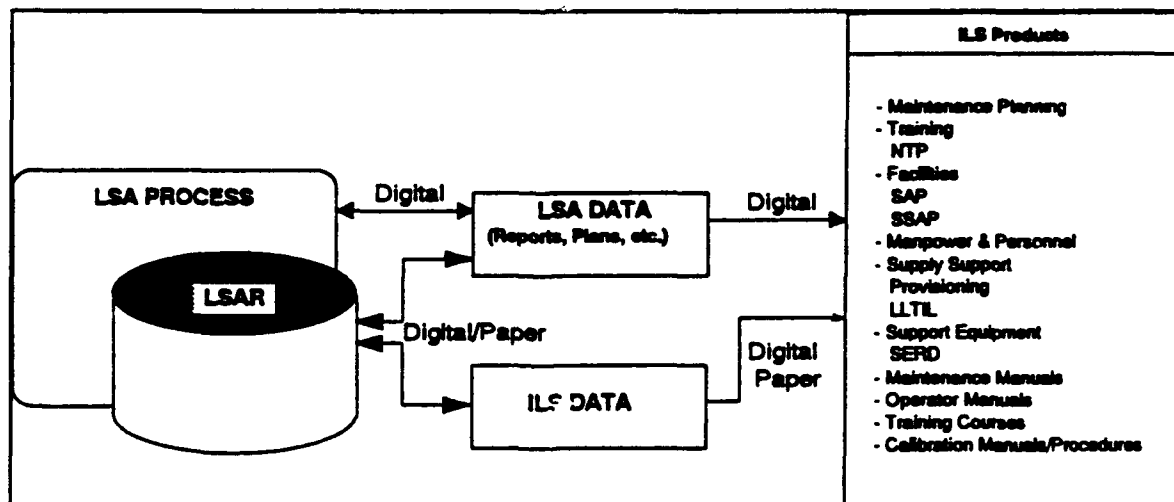 LSA PROCESS
LSAR
Digital
LSA DATA
(Reports, Plans, etc.)
Digital/Paper
ILS DATA
Digital
Digital
Paper
ILS Products
- Maintenance Planning
- Training
NTP
- Facilities
SAP
SSAP
- Manpower & Personnel
- Supply Support
Provisioning
LLTIL
- Support Equipment
SERD
- Maintenance Manuals
- Operator Manuals
- Training Courses
- Calibration Manuals/Procedures